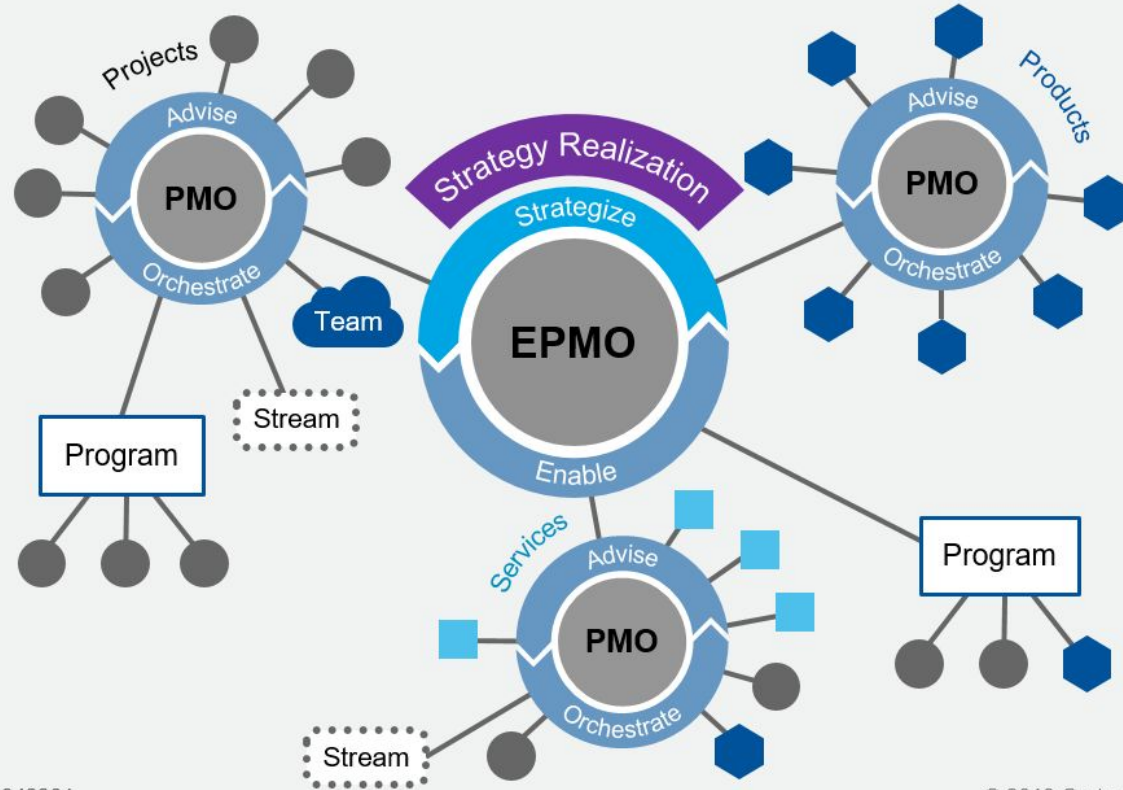 Projects
Advise
PMO
Orchestrate
Team
Stream
Program
Strategy Realization
Strategize
EPMO
Enable
Products
Advise
PMO
Orchestrate
Services
Advise
PMO
Orchestrate
Stream
Program